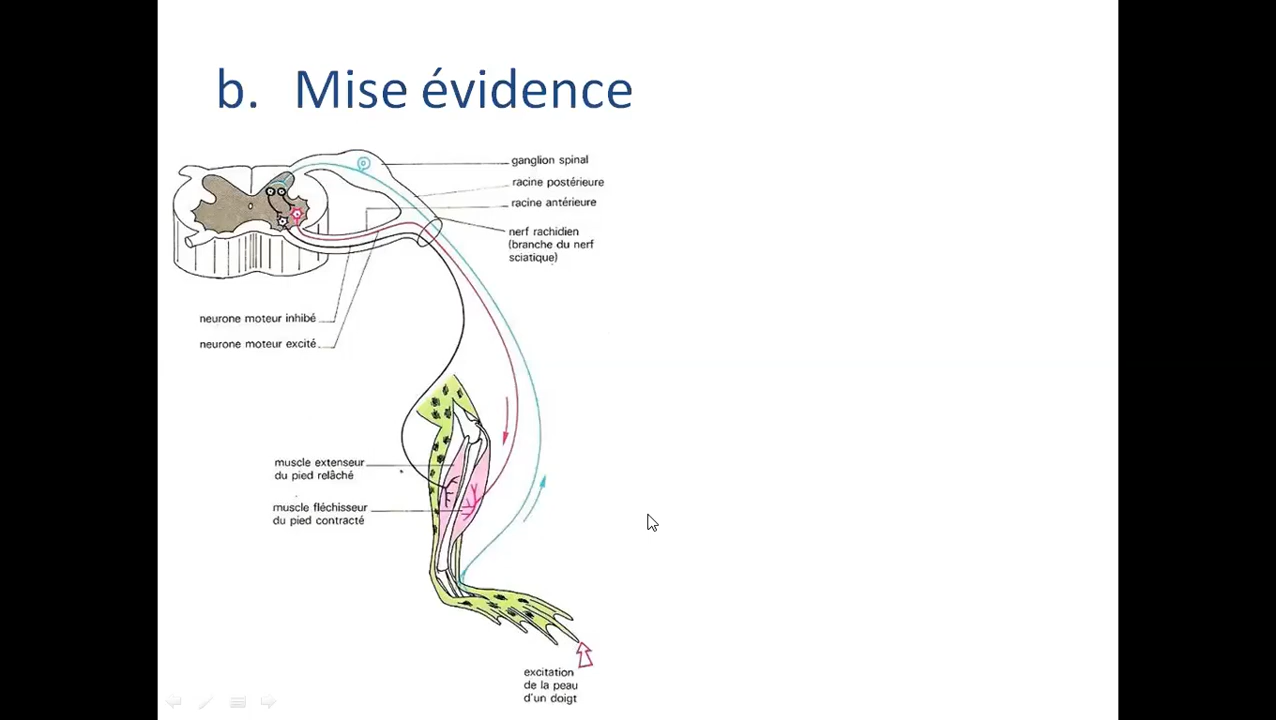 b. Mise évidence
ganglion spinal
racine postérieure
racine antérieure
nerf rachidien
(branche du nerf
sciatique)
neurone moteur inhibé
neurone moteur excité
muscle extenseur
du pied relâché
muscle fléchisseur
du pied contracté
excitation
de la peau
d'un doigt